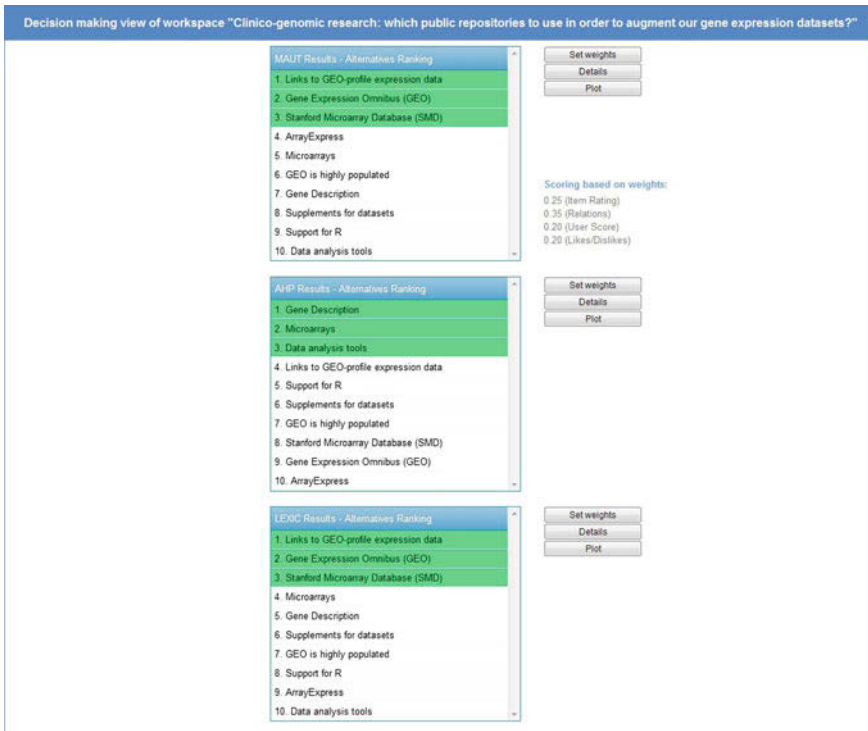 Decision making view of workspace "Clinico-genomic research: which public repositories to use in order to augment our gene expression datasets?"
MAUT Results - Alternatives Ranking
1. Links to GEO-profile expression data
2. Gene Expression Omnibus (GEO)
3. Stanford Microarray Database (SMD)
4. ArrayExpress
5. Microarrays
6. GEO is highly populated
7. Gene Description
8. Supplements for datasets
9. Support for R
10. Data analysis tools
Set weights
Details
Plot
Scoring based on weights:
0.25 (Item Rating)
0.35 (Relations)
0.20 (User Score)
0.20 (Likes/Dislikes)
AHP Results - Alternatives Ranking
1. Gene Description
2. Microarrays
3. Data analysis tools
4. Links to GEO-profile expression data
5. Support for R
6. Supplements for datasets
7. GEO is highly populated
8. Stanford Microarray Database (SMD)
9. Gene Expression Omnibus (GEO)
10. ArrayExpress
Set weights
Details
Plot
LEXIC Results - Alternatives Ranking
1. Links to GEO-profile expression data
2. Gene Expression Omnibus (GEO)
3. Stanford Microarray Database (SMD)
4. Microarrays
5. Gene Description
6. Supplements for datasets
7. GEO is highly populated
8. Support for R
9. ArrayExpress
10. Data analysis tools
Set weights
Details
Plot